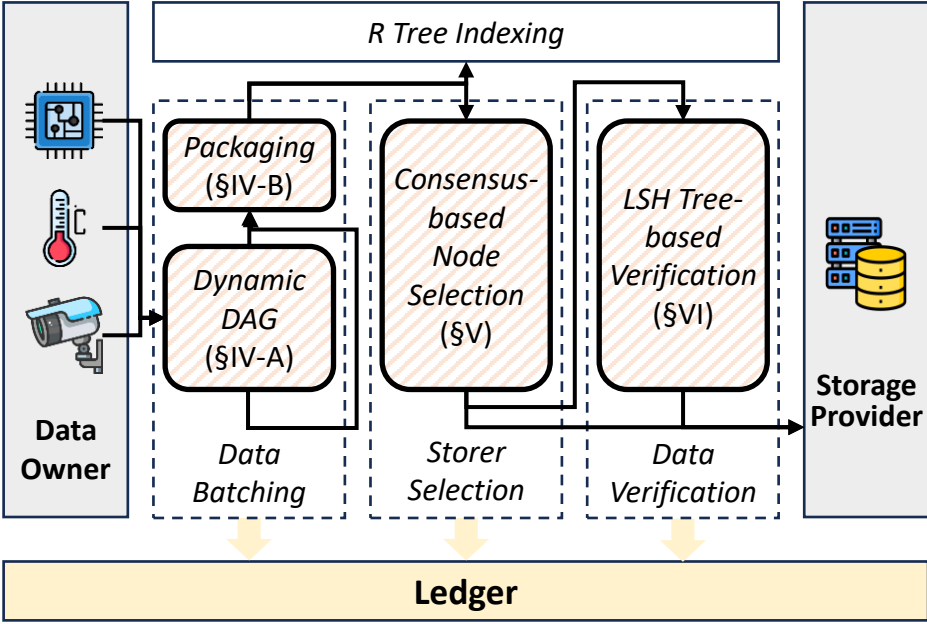 R Tree Indexing
C
Data
Owner
Packaging
(§IV-B)
Dynamic
DAG
(§IV-A)
Data
Batching
Consensus-
based
Node
Selection
(§V)
Storer
Selection
LSH Tree-
based
Verification
(§VI)
Data
Verification
Storage
Provider
Ledger